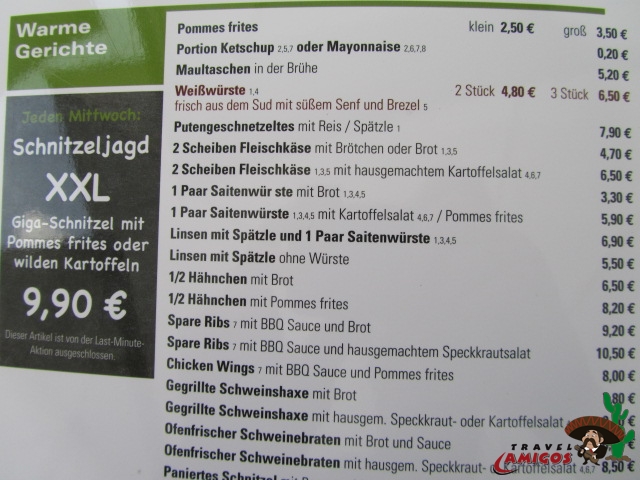 Warme
Gerichte
Jeden Mittwoch:
Schnitzeljagd
XXL
Giga-Schnitzel mit
Pommes frites oder
wilden Kartoffeln
9,90 €
Dieser Artikel ist von der Last-Minute-
Aktion ausgeschlossen.
Pommes frites klein 2,50 € groß 3,50 €
Portion Ketschup 2,5,7 oder Mayonnaise 2,6,7,8 0,20 €
Maultaschen in der Brühe 5,20 €
Weißwürste 1,4 2 Stück 4,80 € 3 Stück 6,50 €
frisch aus dem Sud mit süßem Senf und Brezel 5
Putengeschnetzeltes mit Reis / Spätzle 1 7,90 €
2 Scheiben Fleischkäse mit Brötchen oder Brot 1,3,5 4,70 €
2 Scheiben Fleischkäse 1,3,5 mit hausgemachtem Kartoffelsalat 4,6,7 6,50 €
1 Paar Saitenwür ste mit Brot 1,3,4,5 3,30 €
1 Paar Saitenwürste 1,3,4,5 mit Kartoffelsalat 4,6,7 / Pommes frites 5,90 €
Linsen mit Spätzle und 1 Paar Saitenwürste 1,3,4,5 6,90 €
Linsen mit Spätzle ohne Würste 5,50 €
1/2 Hähnchen mit Brot 6,50 €
1/2 Hähnchen mit Pommes frites 8,20 €
Spare Ribs 7 mit BBQ Sauce und Brot 9,20 €
Spare Ribs 7 mit BBQ Sauce und hausgemachtem Speckkrautsalat 10,50 €
Chicken Wings 7 mit BBQ Sauce und Pommes frites 8,00 €
Gegrillte Schweinshaxe mit Brot 80 €
Gegrillte Schweinshaxe mit hausgem. Speckkraut- oder Kartoffelsalat €
Ofenfrischer Schweinebraten mit Brot und Sauce €
Ofenfrischer Schweinebraten mit hausgem. Speckkraut- o. Kartoffelsalat 4,6,7 8,50 €
Paniertes Schnitzel
TRAVEL
AMIGOS